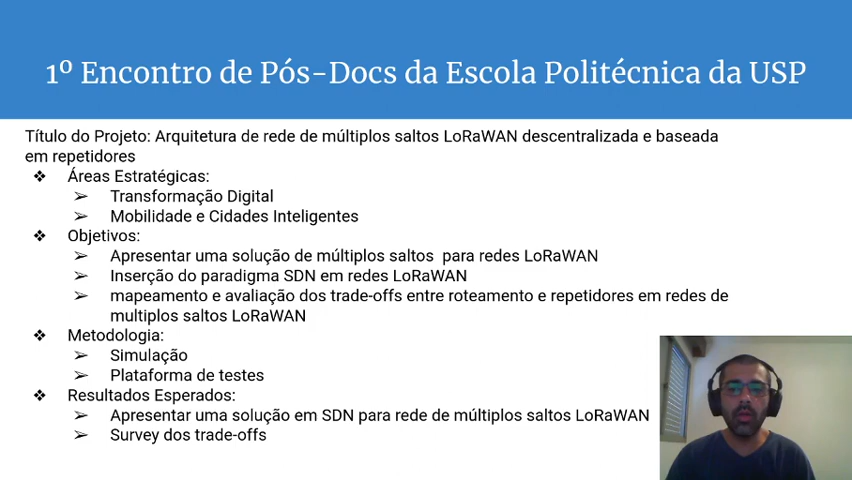 1º Encontro de Pós-Docs da Escola Politécnica da USP
Título do Projeto: Arquitetura de rede de múltiplos saltos LoRaWAN descentralizada e baseada
em repetidores
❖ Áreas Estratégicas:
➢ Transformação Digital
➢ Mobilidade e Cidades Inteligentes
❖ Objetivos:
➢ Apresentar uma solução de múltiplos saltos para redes LoRaWAN
➢ Inserção do paradigma SDN em redes LoRaWAN
➢ mapeamento e avaliação dos trade-offs entre roteamento e repetidores em redes de
multiplos saltos LoRaWAN
❖ Metodologia:
➢ Simulação
➢ Plataforma de testes
❖ Resultados Esperados:
➢ Apresentar uma solução em SDN para rede de múltiplos saltos LoRaWAN
➢ Survey dos trade-offs